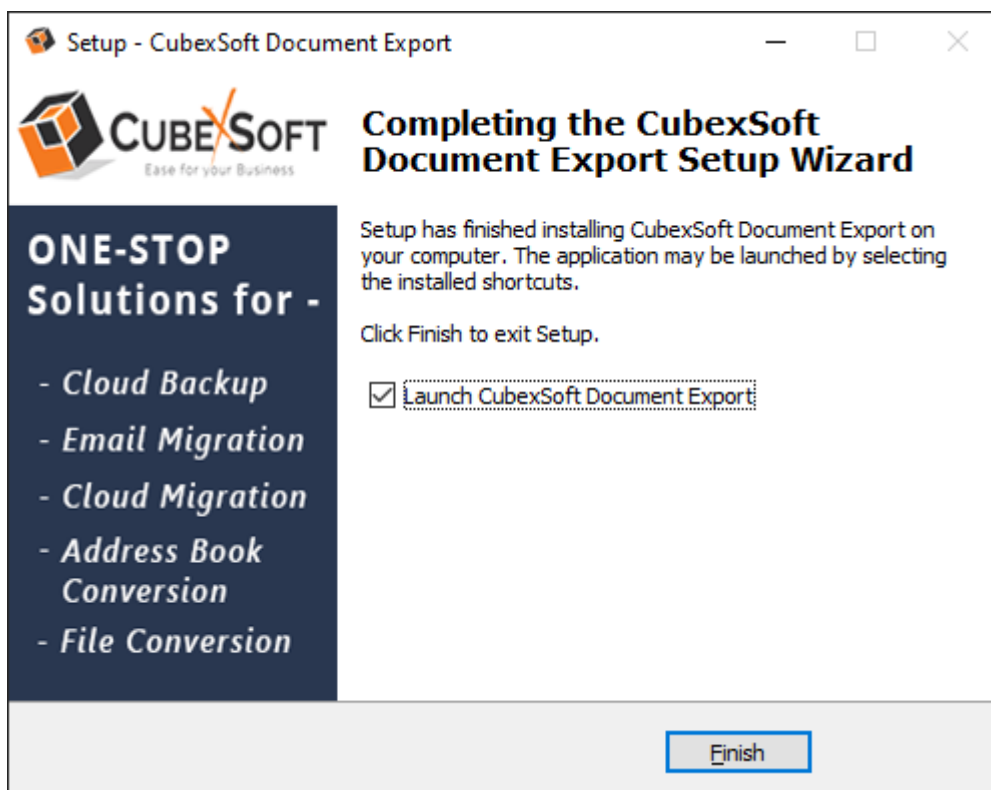 Setup - CubexSoft Document Export
CUBEXSOFT
Ease for your Business
Completing the CubexSoft
Document Export Setup Wizard
ONE-STOP
Solutions for -
- Cloud Backup
- Email Migration
- Cloud Migration
- Address Book
Conversion
- File Conversion
Setup has finished installing CubexSoft Document Export on
your computer. The application may be launched by selecting
the installed shortcuts.
Click Finish to exit Setup.
Launch CubexSoft Document Export
Finish